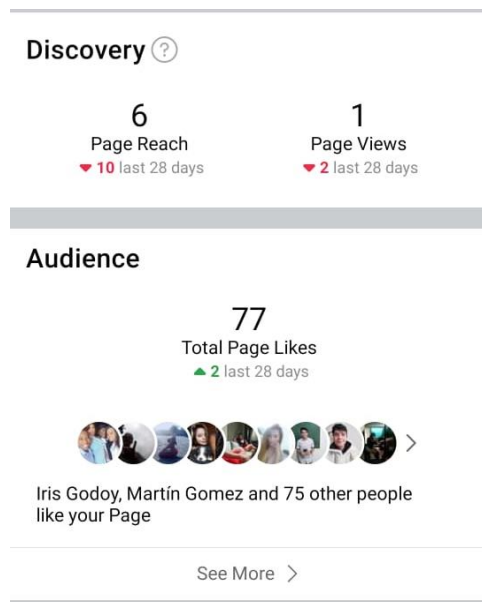 Discovery ?
6
Page Reach
10 last 28 days
1
Page Views
2 last 28 days
Audience
77
Total Page Likes
2 last 28 days
Iris Godoy, Martín Gomez and 75 other people
like your Page
See More